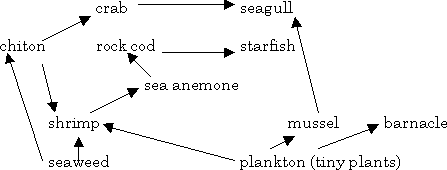 crab seagull
chiton rock cod starfish
sea anemone
shrimp mussel barnacle
seaweed plankton (tiny plants)